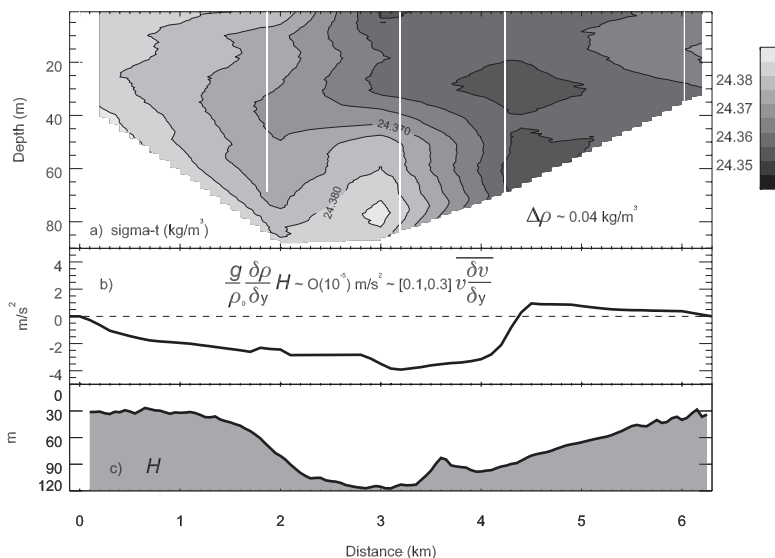 20
40
60
80
Depth (m)
24.370
24.380
a) sigma-t (kg/m³)
Δρ ~ 0.04 kg/m³
24.38
24.37
24.36
24.35
4
2
0
-2
-4
m/s²
b)
g/ρ₀ δρ/δy H ~ O(10⁻⁵) m/s² ~ [0.1,0.3] v δv/δy
0
30
60
90
120
m
c) H
0 1 2 3 4 5 6
Distance (km)